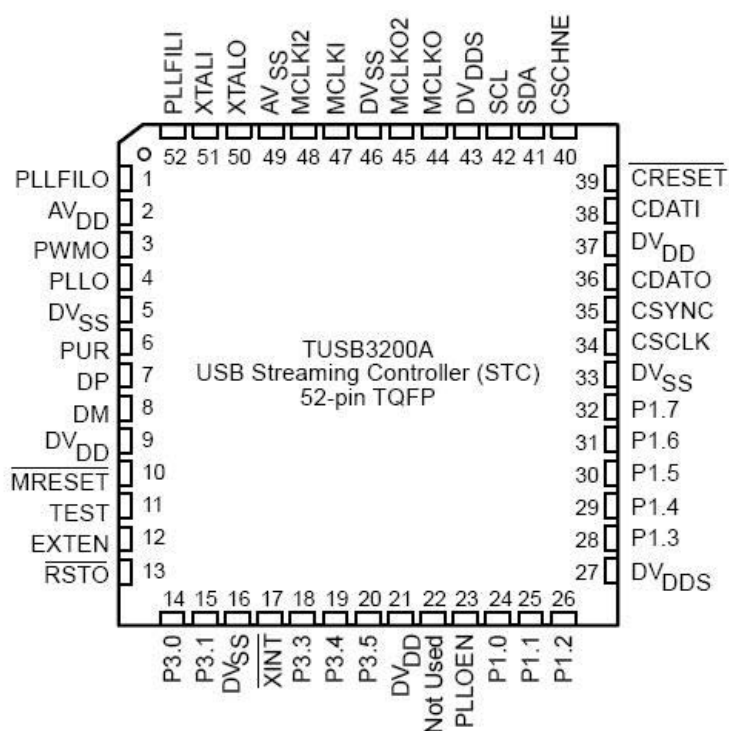 PLLFILI
XTALI
XTALO
AVSS
MCLKI2
MCLKI
DVSS
MCLKO2
MCLKO
DVDDS
SCL
SDA
CSCHNE
52 51 50 49 48 47 46 45 44 43 42 41 40
PLLFILO 1
AVDD 2
PWMO 3
PLLO 4
DVSS 5
PUR 6
DP 7
DM 8
DVDD 9
MRESET 10
TEST 11
EXTEN 12
RSTO 13
TUSB3200A
USB Streaming Controller (STC)
52-pin TQFP
39 CRESET
38 CDATI
37 DVDD
36 CDATO
35 CSYNC
34 CSCLK
33 DVSS
32 P1.7
31 P1.6
30 P1.5
29 P1.4
28 P1.3
27 DVDDS
14 15 16 17 18 19 20 21 22 23 24 25 26
P3.0
P3.1
DVSS
XINT
P3.3
P3.4
P3.5
DVDD
Not Used
PLLOEN
P1.0
P1.1
P1.2